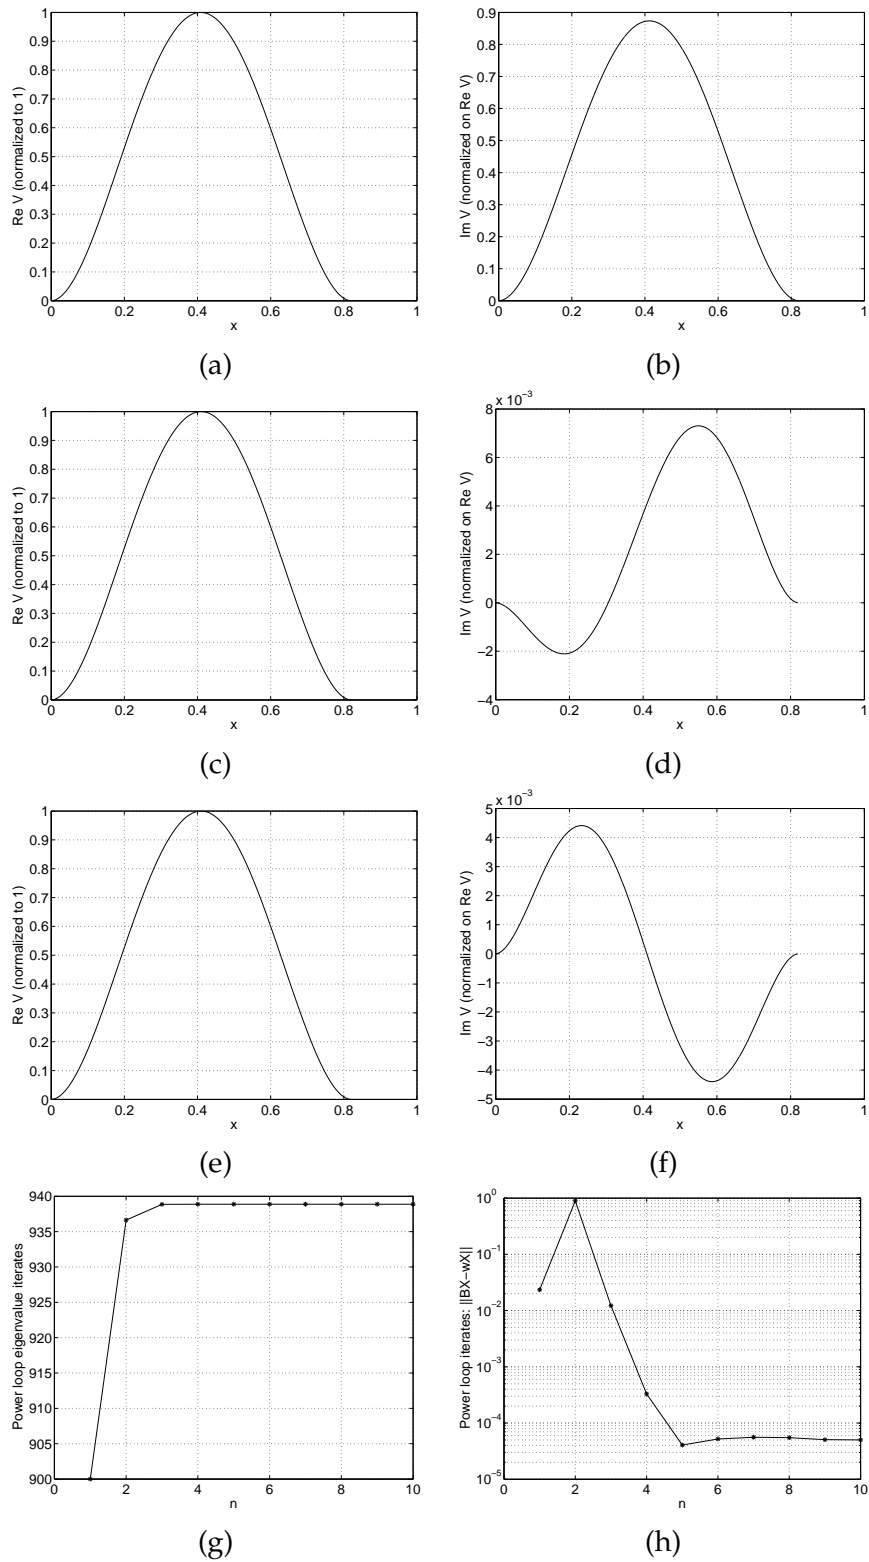 1
0.9
0.8
0.7
0.6
0.5
0.4
0.3
0.2
0.1
0
Re V (normalized to 1)
0 0.2 0.4 0.6 0.8 1
x
(a)
0.9
0.8
0.7
0.6
0.5
0.4
0.3
0.2
0.1
0
Im V (normalized on Re V)
0 0.2 0.4 0.6 0.8 1
x
(b)
1
0.9
0.8
0.7
0.6
0.5
0.4
0.3
0.2
0.1
0
Re V (normalized to 1)
0 0.2 0.4 0.6 0.8 1
x
(c)
x 10⁻³
8
6
4
2
0
−2
−4
Im V (normalized on Re V)
0 0.2 0.4 0.6 0.8 1
x
(d)
1
0.9
0.8
0.7
0.6
0.5
0.4
0.3
0.2
0.1
0
Re V (normalized to 1)
0 0.2 0.4 0.6 0.8 1
x
(e)
x 10⁻³
5
4
3
2
1
0
−1
−2
−3
−4
−5
Im V (normalized on Re V)
0 0.2 0.4 0.6 0.8 1
x
(f)
940
935
930
925
920
915
910
905
900
Power loop eigenvalue iterates
0 2 4 6 8 10
n
(g)
10⁰
10⁻¹
10⁻²
10⁻³
10⁻⁴
10⁻⁵
Power loop iterates: ||BX−wX||
0 2 4 6 8 10
n
(h)